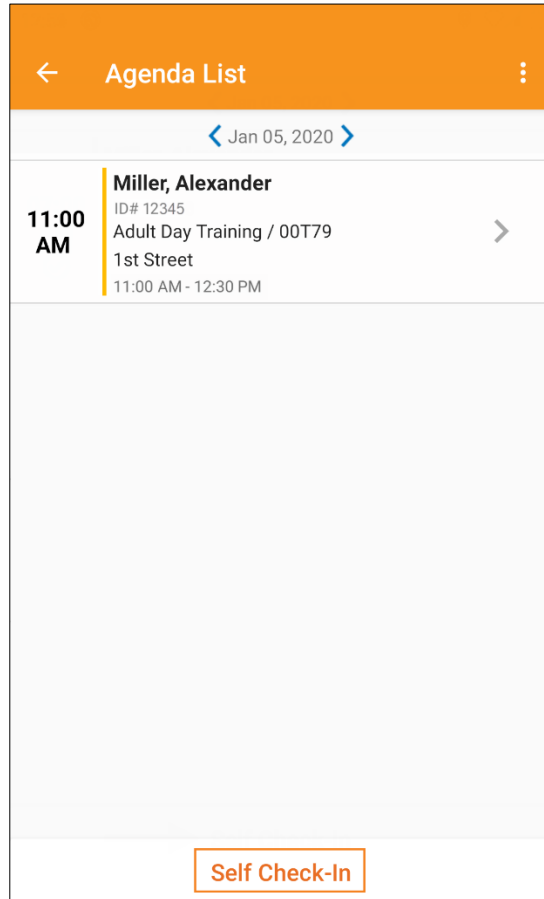 Agenda List
Jan 05, 2020
11:00
AM
Miller, Alexander
ID# 12345
Adult Day Training / 00T79
1st Street
11:00 AM - 12:30 PM
Self Check-In